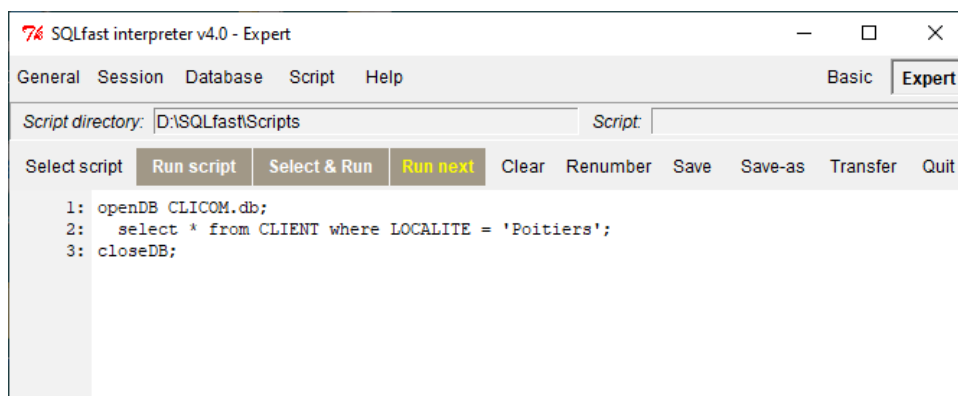 SQLfast interpreter v4.0 - Expert
General Session Database Script Help Basic Expert
Script directory: D:\SQLfast\Scripts Script:
Select script Run script Select & Run Run next Clear Renumber Save Save-as Transfer Quit
1: openDB CLICOM.db;
2: select * from CLIENT where LOCALITE = 'Poitiers';
3: closeDB;